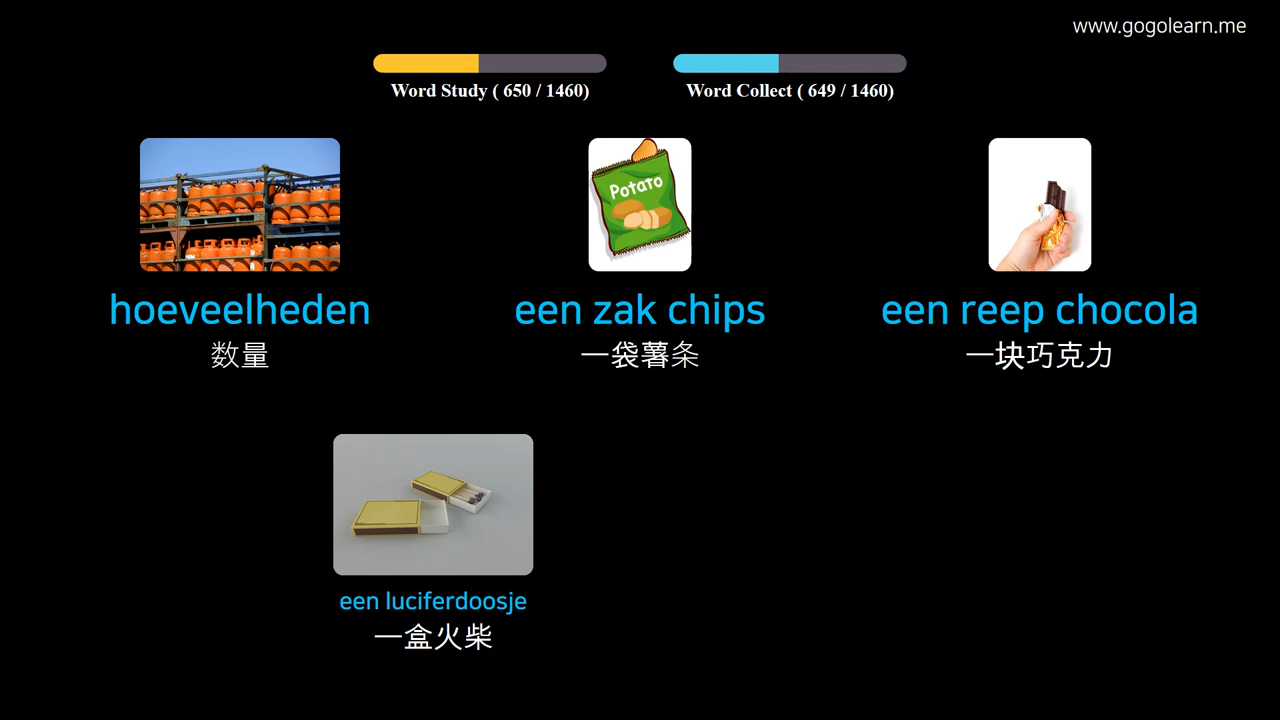 www.gogolearn.me
Word Study ( 650 / 1460)
Word Collect ( 649 / 1460)
Potato
hoeveelheden
een zak chips
een reep chocola
数量
一袋薯条
一块巧克力
een luciferdoosje
一盒火柴